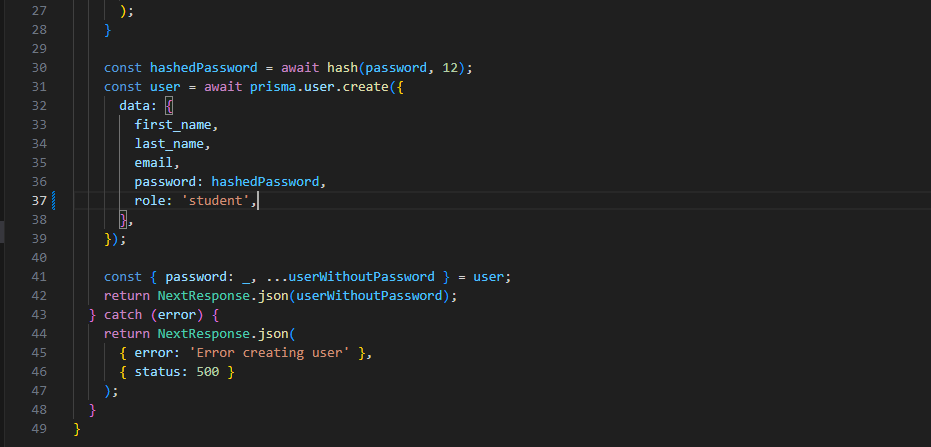 27 );
28 }
29
30 const hashedPassword = await hash(password, 12);
31 const user = await prisma.user.create({
32 data: {
33 first_name,
34 last_name,
35 email,
36 password: hashedPassword,
37 role: 'student',
38 },
39 });
40
41 const { password: _, ...userWithoutPassword } = user;
42 return NextResponse.json(userWithoutPassword);
43 } catch (error) {
44 return NextResponse.json(
45 { error: 'Error creating user' },
46 { status: 500 }
47 );
48 }
49 }